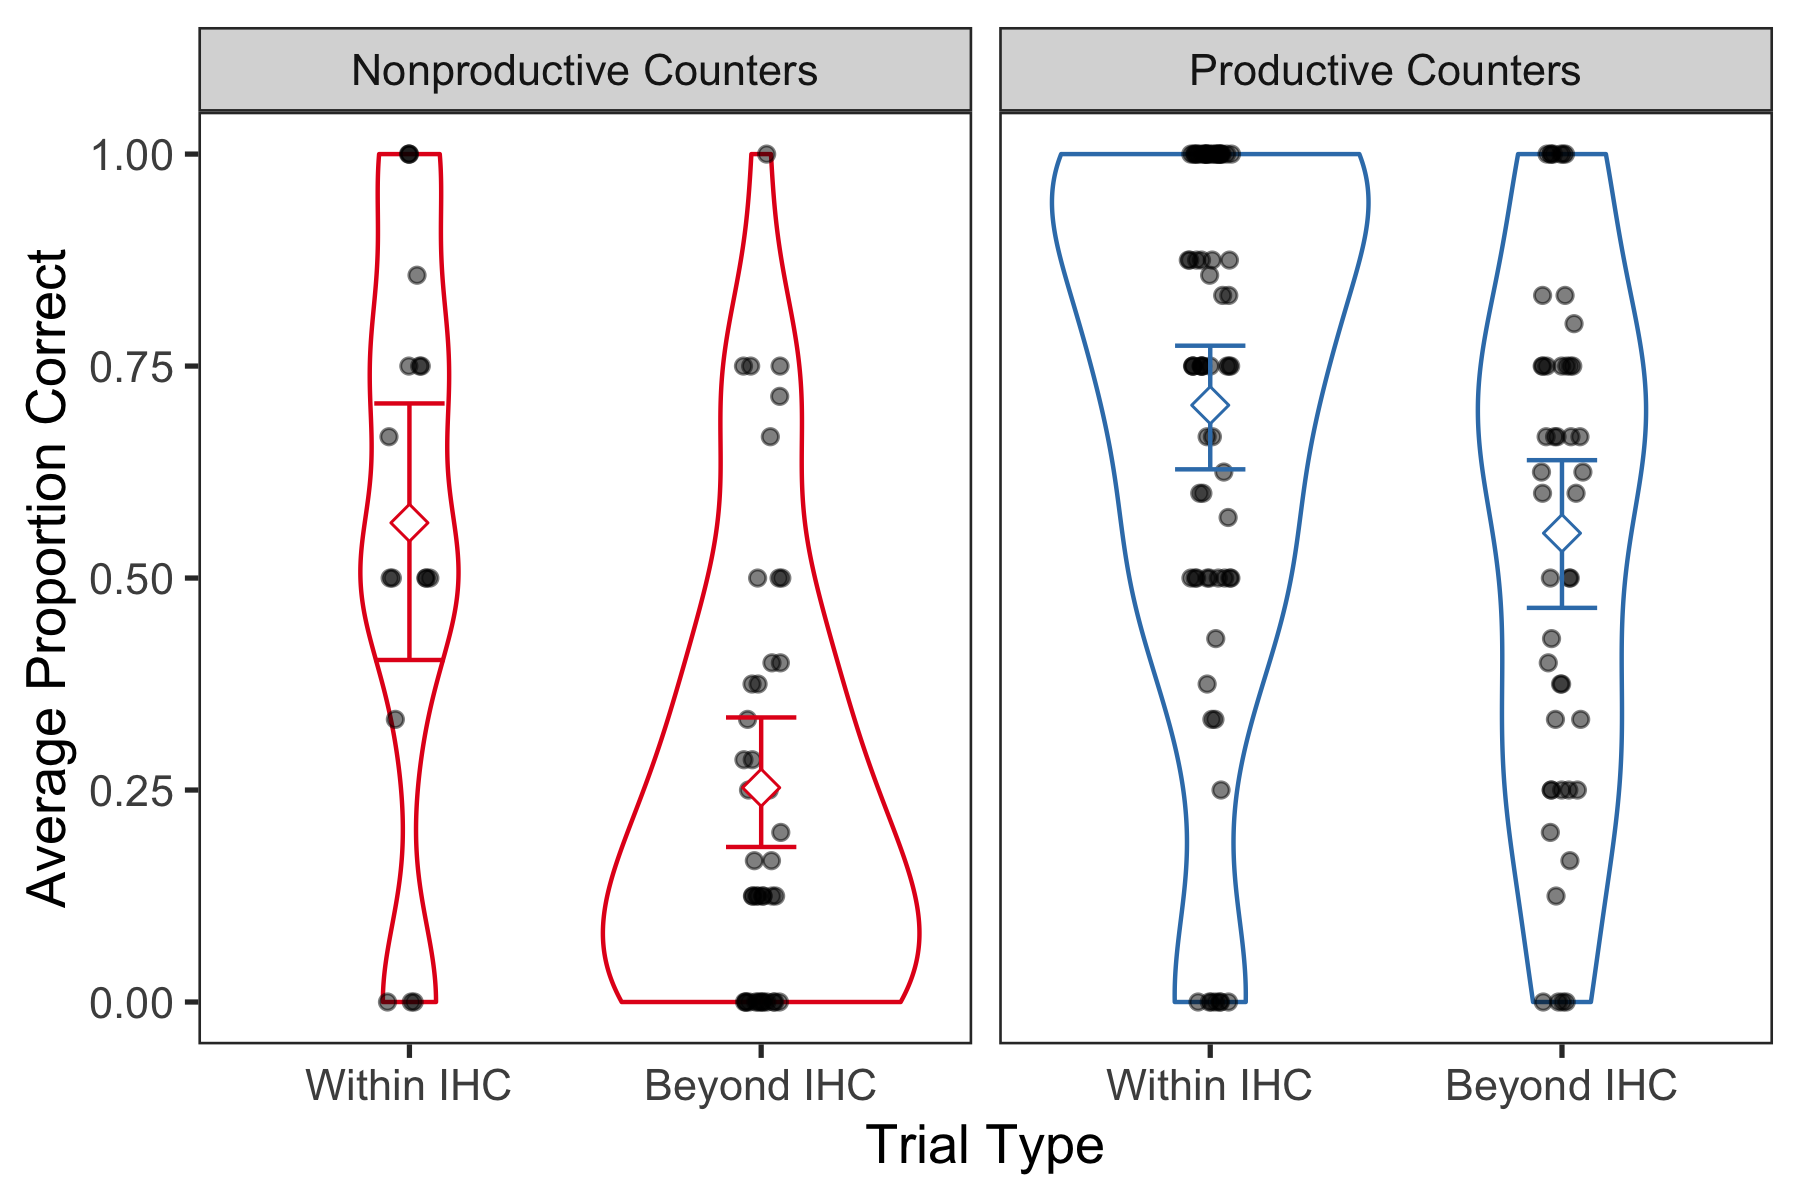 Nonproductive Counters
Productive Counters
Average Proportion Correct
1.00
0.75
0.50
0.25
0.00
Within IHC
Beyond IHC
Within IHC
Beyond IHC
Trial Type